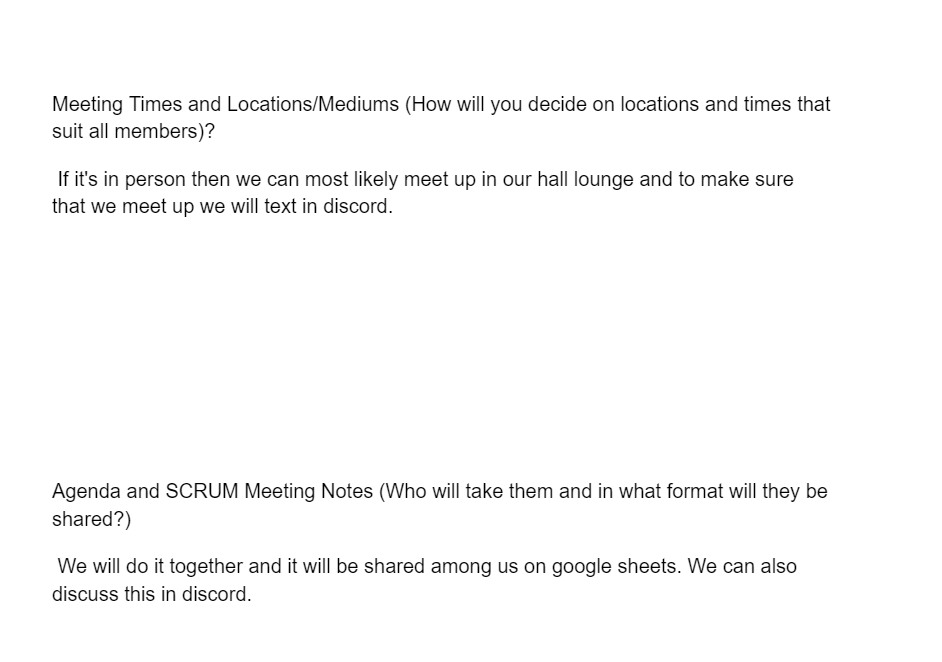 Meeting Times and Locations/Mediums (How will you decide on locations and times that
suit all members)?
If it's in person then we can most likely meet up in our hall lounge and to make sure
that we meet up we will text in discord.
Agenda and SCRUM Meeting Notes (Who will take them and in what format will they be
shared?)
We will do it together and it will be shared among us on google sheets. We can also
discuss this in discord.